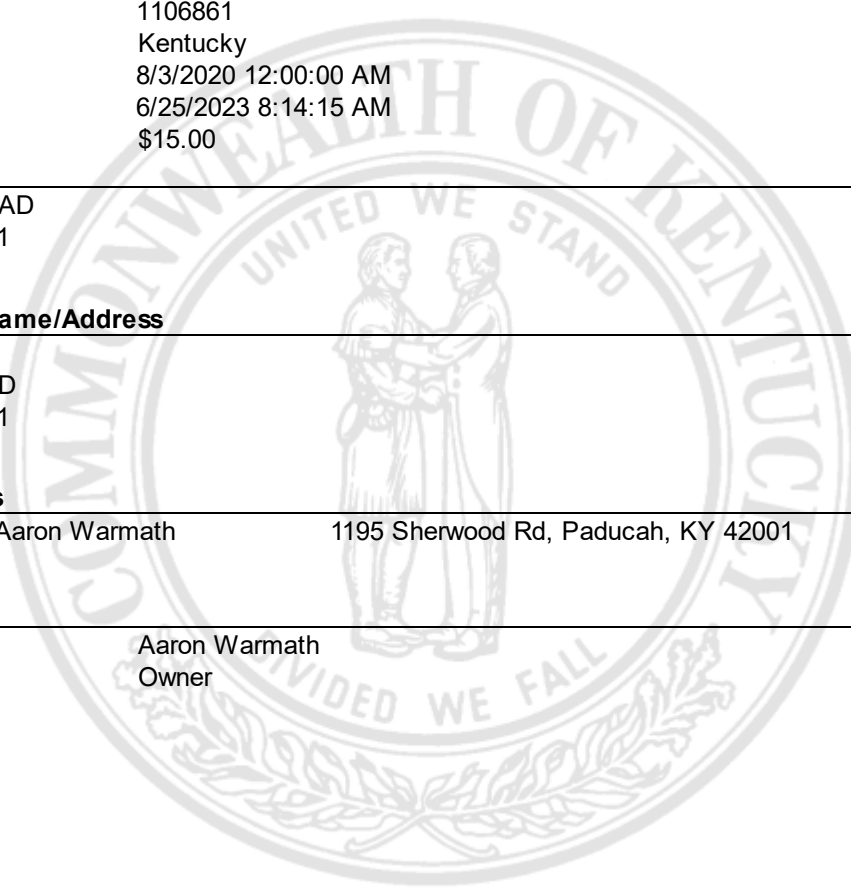 1106861
Kentucky
8/3/2020 12:00:00 AM
6/25/2023 8:14:15 AM
$15.00
AD
1
ame/Address
D
1
s
Aaron Warmath 1195 Sherwood Rd, Paducah, KY 42001
Aaron Warmath
Owner
COMMONWEALTH OF KENTUCKY
UNITED WE STAND
DIVIDED WE FALL